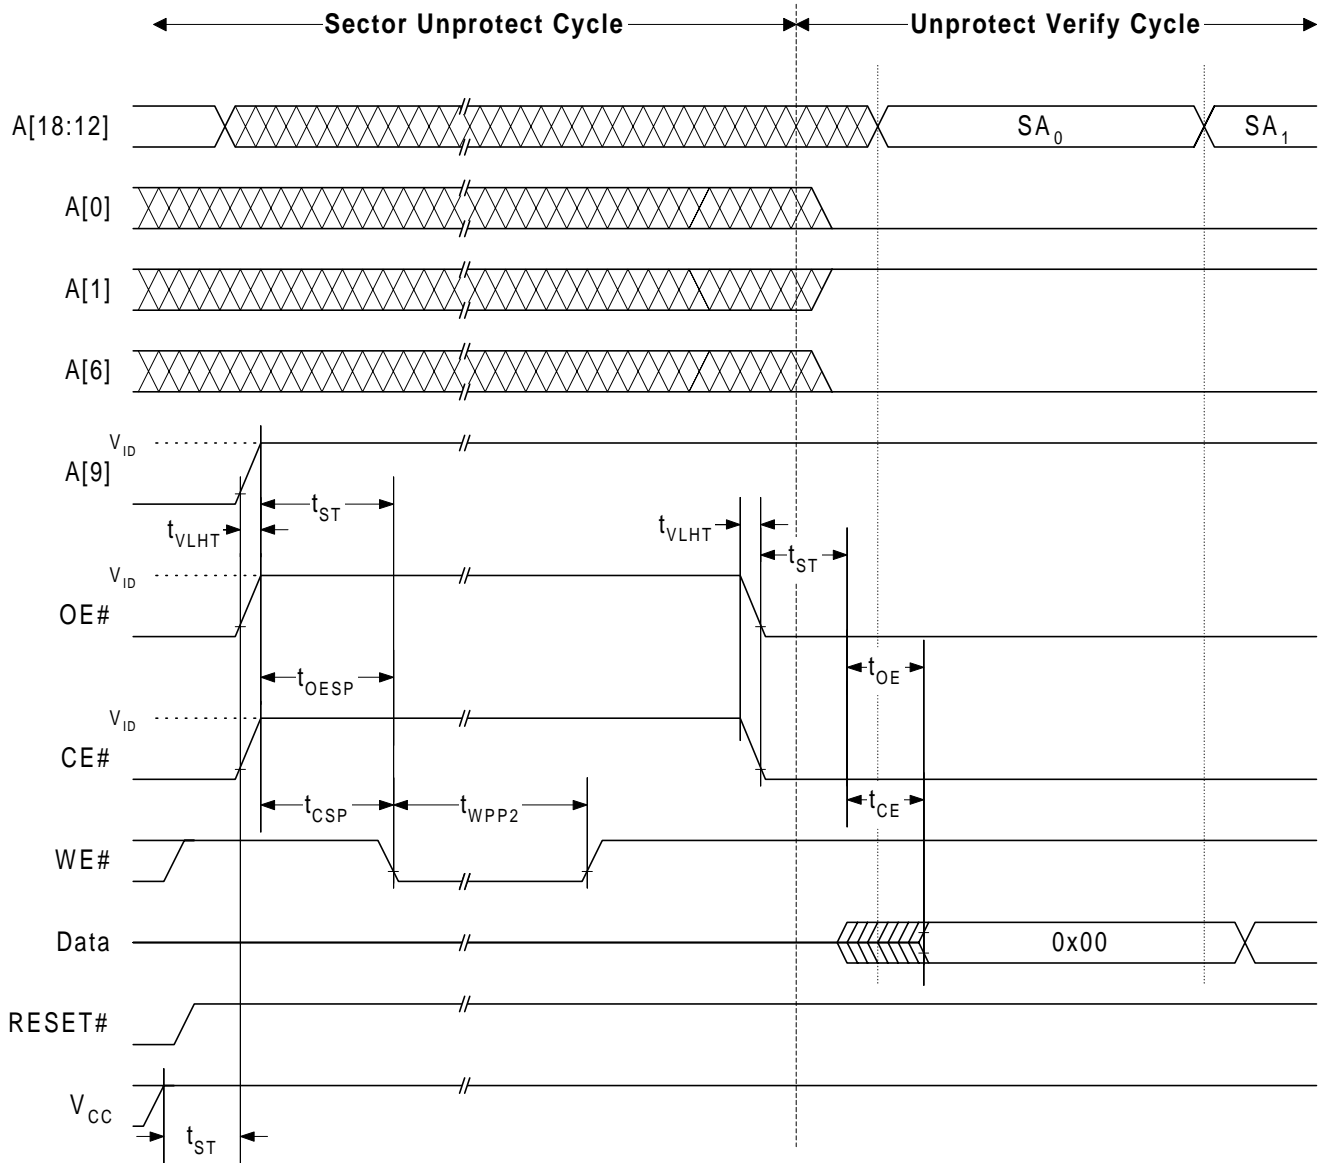 Sector Unprotect Cycle Unprotect Verify Cycle
A[18:12] SA0 SA1
A[0]
A[1]
A[6]
VID
A[9]
tST
tVLHT tVLHT
tST
VID
OE#
tOE
tOESP
VID
CE#
tCSP tWPP2 tCE
WE#
Data 0x00
RESET#
VCC
tST